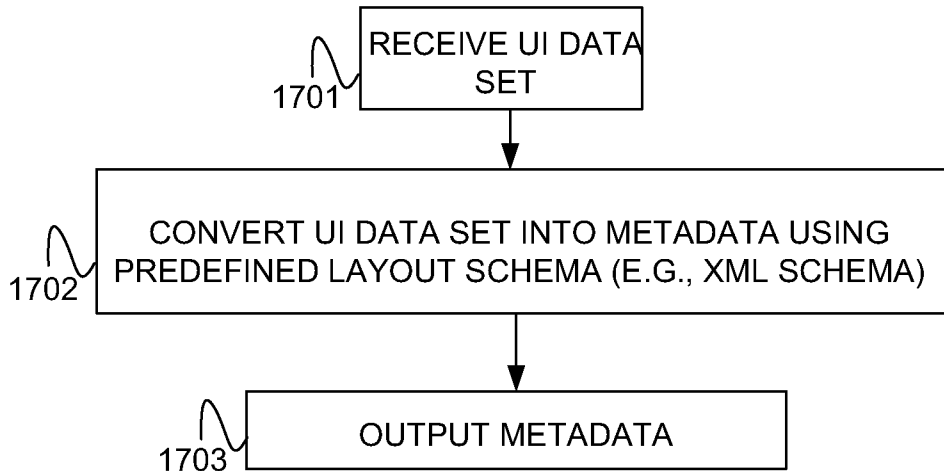 RECEIVE UI DATA
SET
1701
CONVERT UI DATA SET INTO METADATA USING
PREDEFINED LAYOUT SCHEMA (E.G., XML SCHEMA)
1702
OUTPUT METADATA
1703